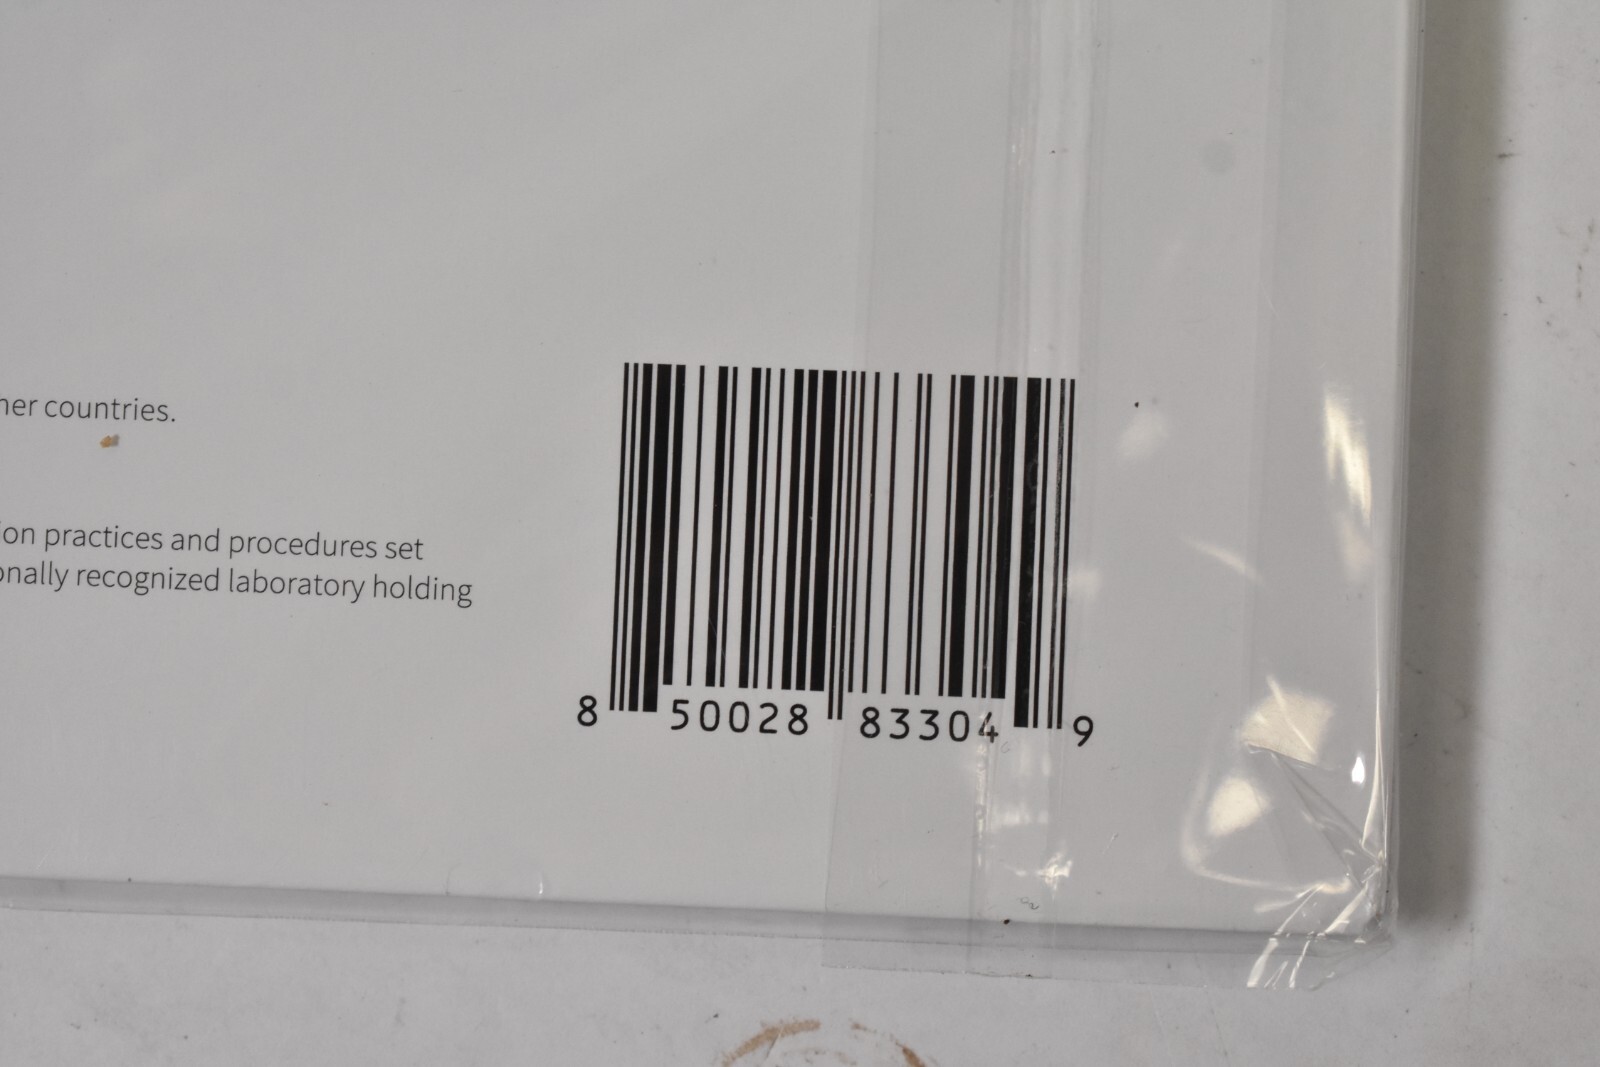 her countries.
ion practices and procedures set
onally recognized laboratory holding
8 50028 83304 9